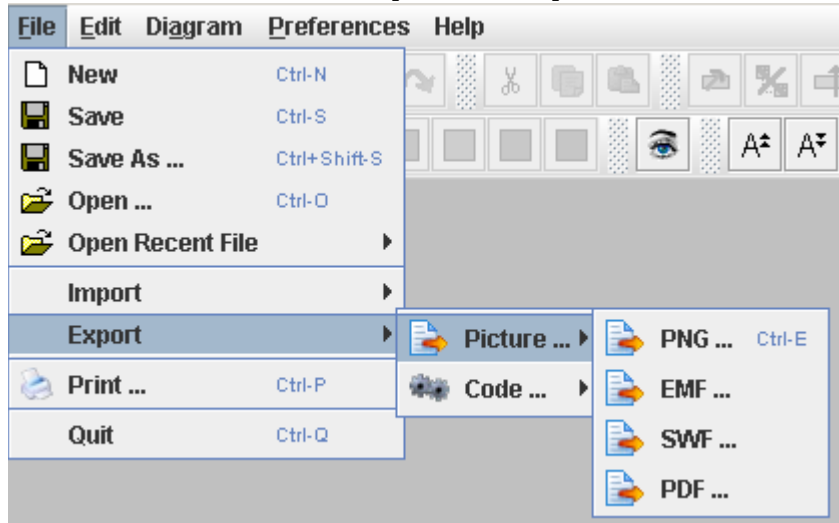 File Edit Diagram Preferences Help
New Ctrl-N
Save Ctrl-S
Save As ... Ctrl+Shift-S
Open ... Ctrl-O
Open Recent File
Import
Export
Print ... Ctrl-P
Quit Ctrl-Q
Picture ...
Code ...
PNG ... Ctrl-E
EMF ...
SWF ...
PDF ...
A
A